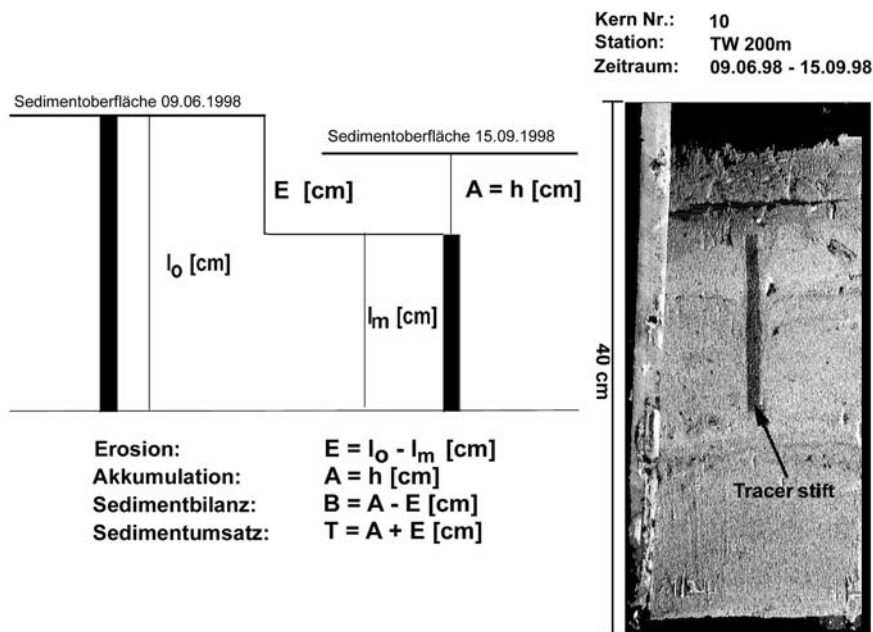 Kern Nr.: 10
Station: TW 200m
Zeitraum: 09.06.98 - 15.09.98
Sedimentoberfläche 09.06.1998
Sedimentoberfläche 15.09.1998
E [cm]
A = h [cm]
lo [cm]
lm [cm]
40 cm
Tracer stift
Erosion: E = lo - lm [cm]
Akkumulation: A = h [cm]
Sedimentbilanz: B = A - E [cm]
Sedimentumsatz: T = A + E [cm]